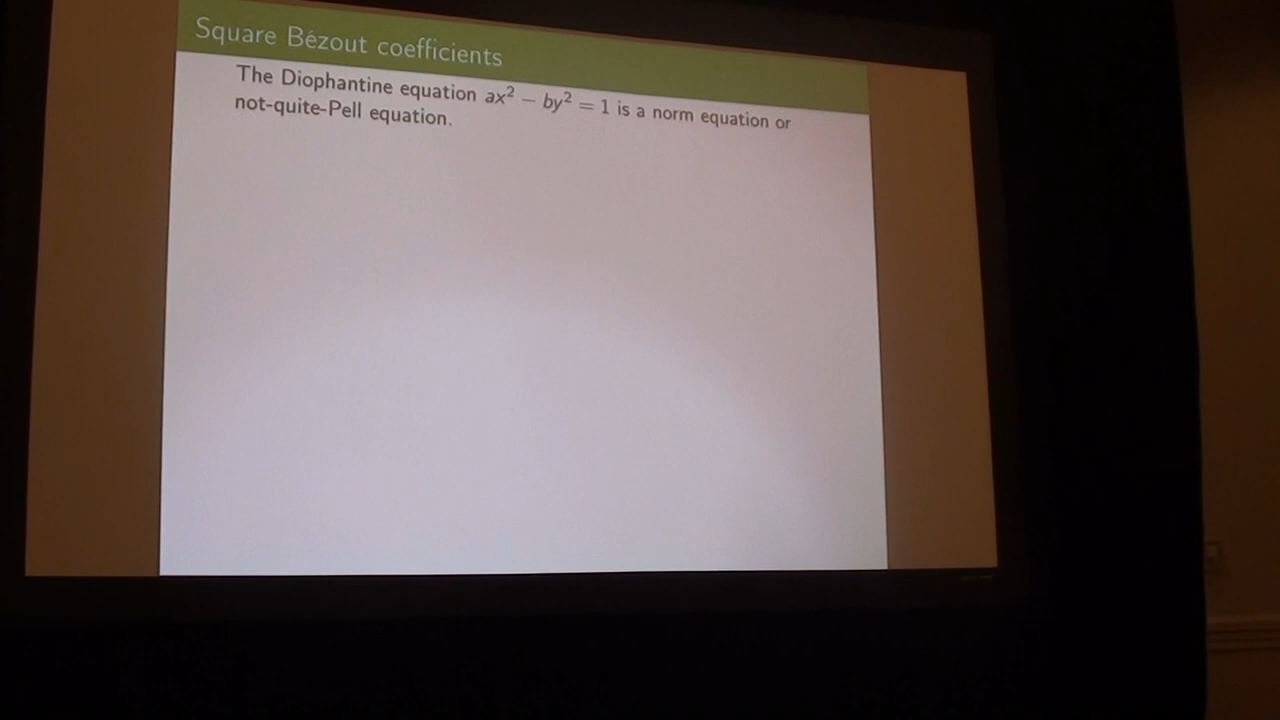 Square Bézout coefficients
The Diophantine equation ax² − by² = 1 is a norm equation or
not-quite-Pell equation.